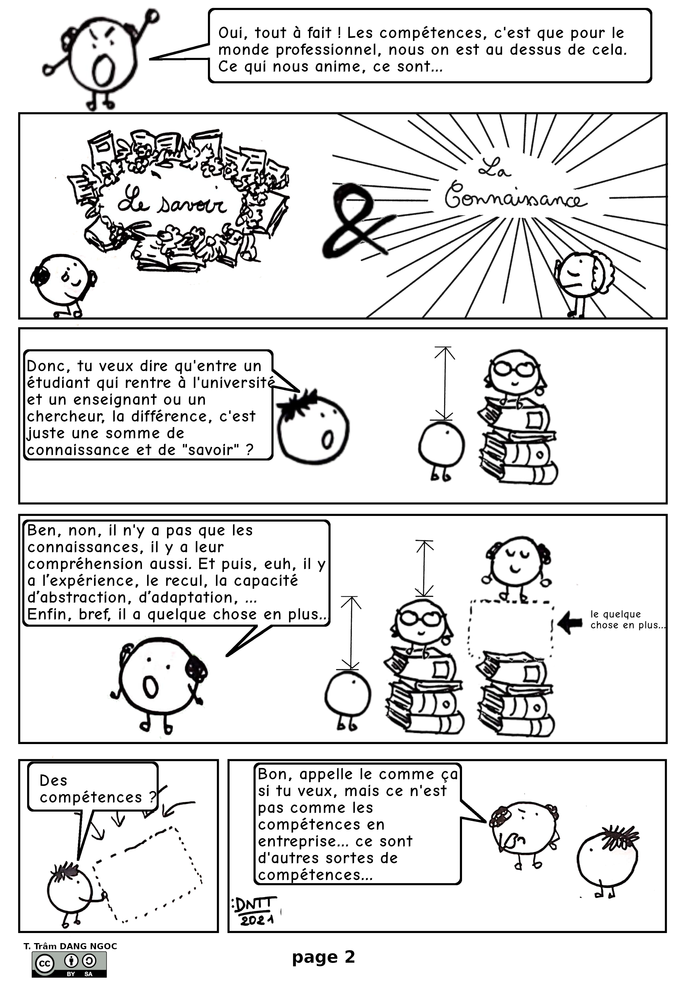 Oui, tout à fait ! Les compétences, c'est que pour le
monde professionnel, nous on est au dessus de cela.
Ce qui nous anime, ce sont...
Le savoir
&
La
Connaissance
Donc, tu veux dire qu'entre un
étudiant qui rentre à l'université
et un enseignant ou un
chercheur, la différence, c'est
juste une somme de
connaissance et de "savoir" ?
Ben, non, il n'y a pas que les
connaissances, il y a leur
compréhension aussi. Et puis, euh, il y
a l'expérience, le recul, la capacité
d'abstraction, d'adaptation, ...
Enfin, bref, il a quelque chose en plus..
le quelque
chose en plus...
Des
compétences ?
Bon, appelle le comme ça
si tu veux, mais ce n'est
pas comme les
compétences en
entreprise... ce sont
d'autres sortes de
compétences...
:DNTT
2021
T. Trâm DANG NGOC
cc
BY SA
page 2